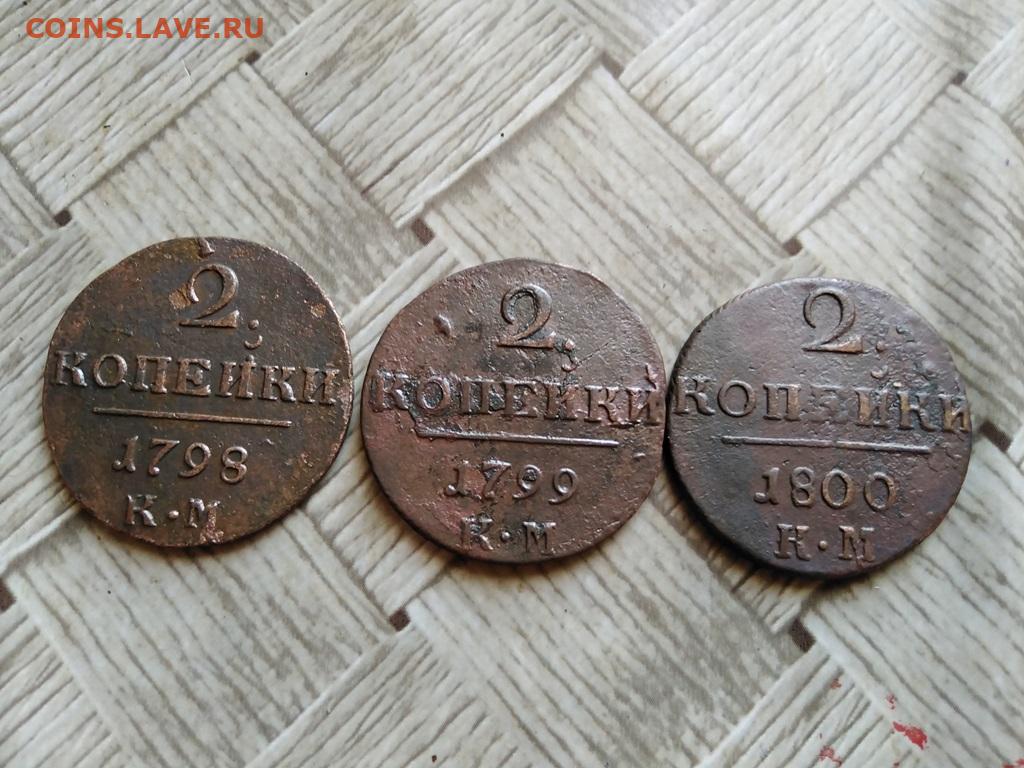 COINS.LAVE.RU
2.
КОПЕЙКИ
1798
К·М
2.
КОПЕЙКИ
1799
К·М
2.
КОПЕЙКИ
1800
К·М